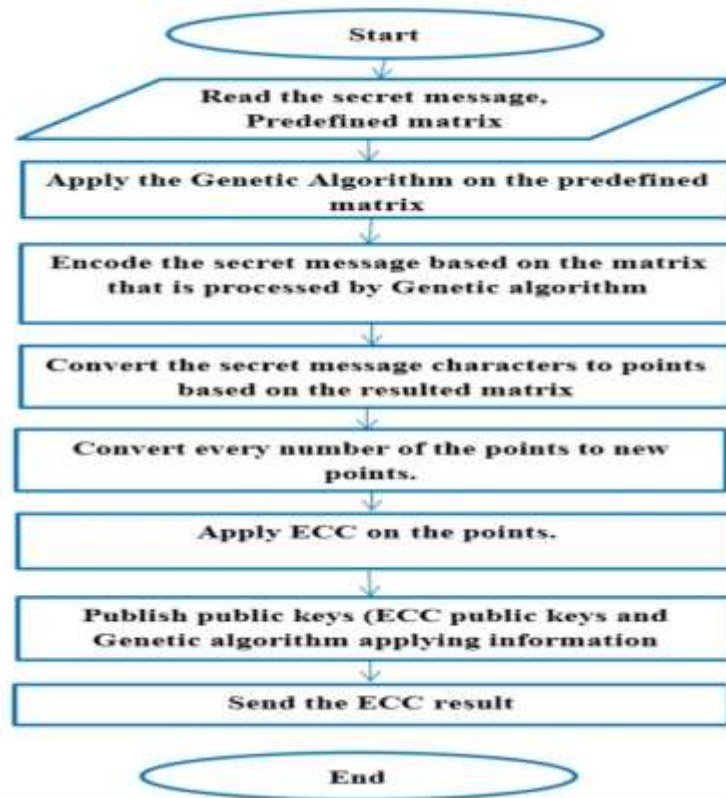 Start
Read the secret message,
Predefined matrix
Apply the Genetic Algorithm on the predefined
matrix
Encode the secret message based on the matrix
that is processed by Genetic algorithm
Convert the secret message characters to points
based on the resulted matrix
Convert every number of the points to new
points.
Apply ECC on the points.
Publish public keys (ECC public keys and
Genetic algorithm applying information
Send the ECC result
End